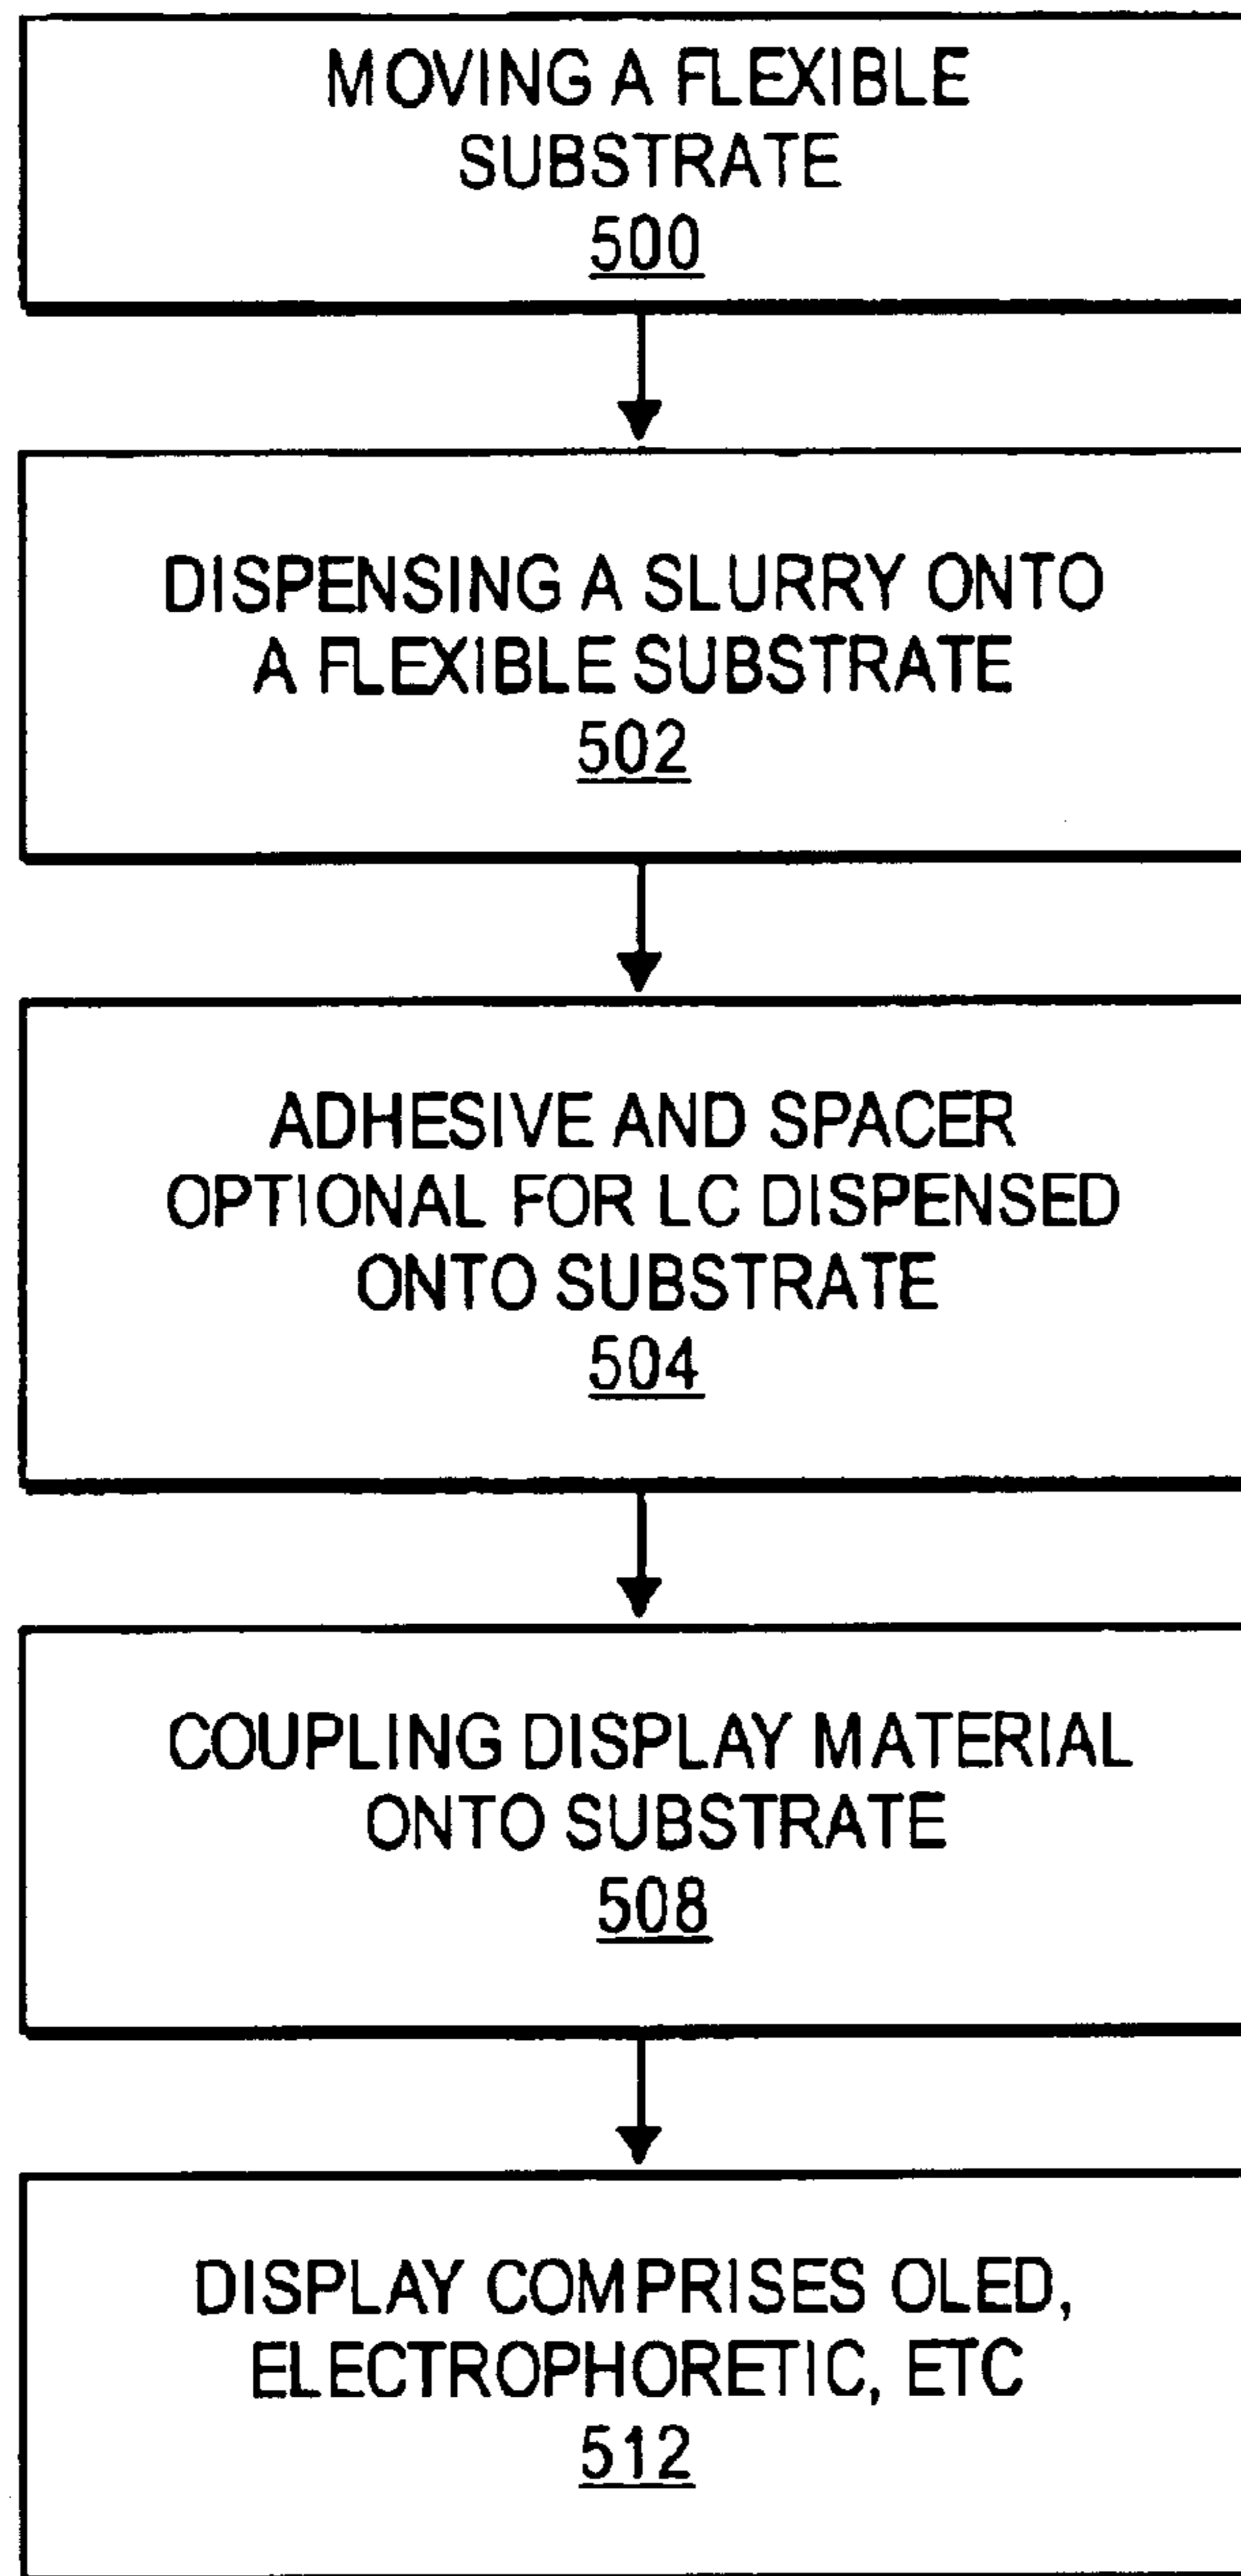 MOVING A FLEXIBLE
SUBSTRATE
500
DISPENSING A SLURRY ONTO
A FLEXIBLE SUBSTRATE
502
ADHESIVE AND SPACER
OPTIONAL FOR LC DISPENSED
ONTO SUBSTRATE
504
COUPLING DISPLAY MATERIAL
ONTO SUBSTRATE
508
DISPLAY COMPRISES OLED,
ELECTROPHORETIC, ETC
512